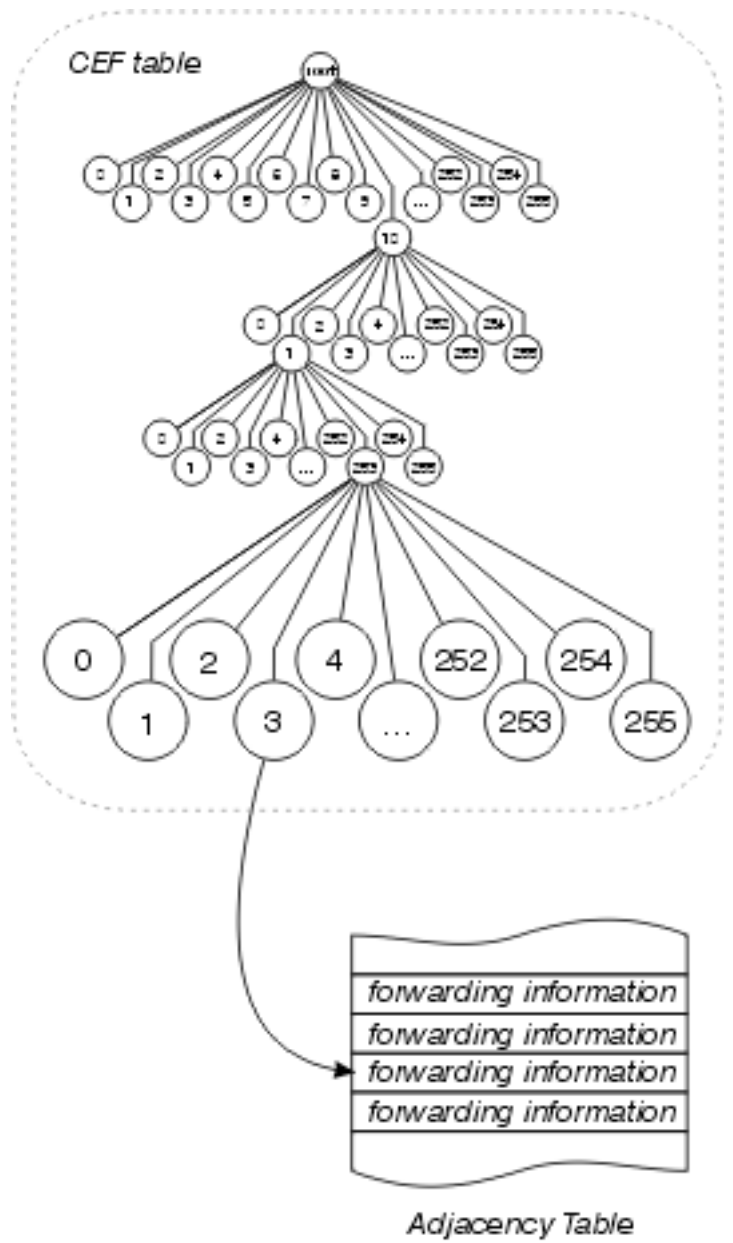 CEF table
root
0 2 4 6 8 252 254
1 3 5 7 9 ... 253 255
10
0 2 4 252 254
1 3 ... 253 255
0 2 4 252 254
1 3 ... 253 255
0 2 4 252 254
1 3 ... 253 255
forwarding information
forwarding information
forwarding information
forwarding information
Adjacency Table